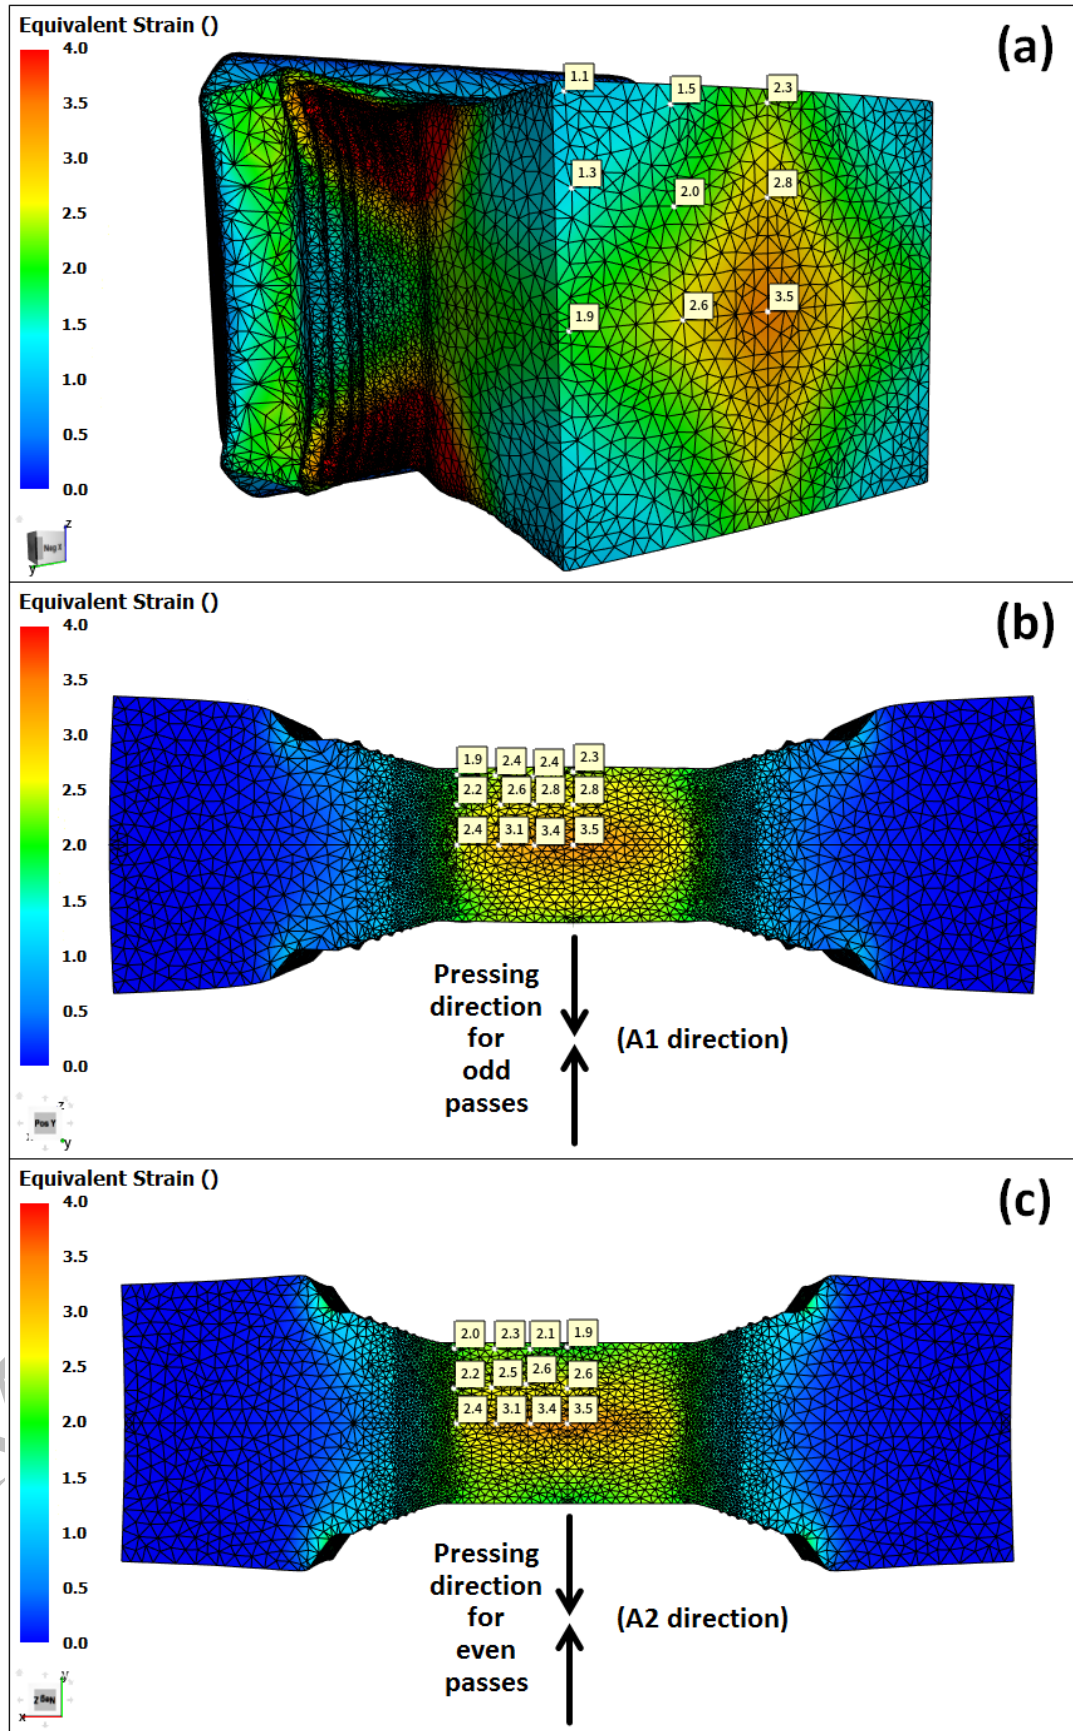 Equivalent Strain ()
(a)
4.0
3.5
3.0
2.5
2.0
1.5
1.0
0.5
0.0
1.1
1.5
2.3
1.3
2.0
2.8
1.9
2.6
3.5
z
Neg X
y
Equivalent Strain ()
(b)
4.0
3.5
3.0
2.5
2.0
1.5
1.0
0.5
0.0
1.9 2.4 2.4 2.3
2.2 2.6 2.8 2.8
2.4 3.1 3.4 3.5
Pressing
direction
for
odd
passes
(A1 direction)
z
Pos Y
y
Equivalent Strain ()
(c)
4.0
3.5
3.0
2.5
2.0
1.5
1.0
0.5
0.0
2.0 2.3 2.1 1.9
2.2 2.5 2.6 2.6
2.4 3.1 3.4 3.5
Pressing
direction
for
even
passes
(A2 direction)
y
Neg Z
x